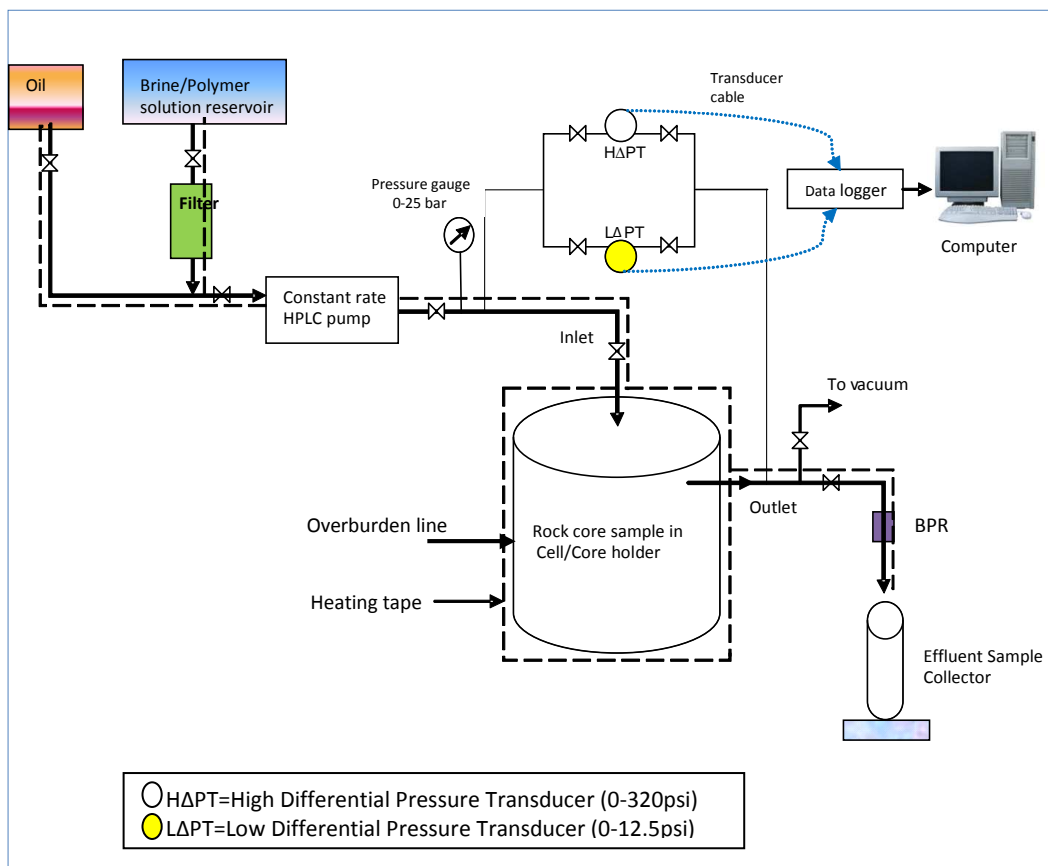 Oil
Brine/Polymer
solution reservoir
Transducer
cable
HΔPT
Pressure gauge
0-25 bar
Filter
LΔPT
Data logger
Computer
Constant rate
HPLC pump
Inlet
To vacuum
Outlet
Overburden line
Rock core sample in
Cell/Core holder
BPR
Heating tape
Effluent Sample
Collector
HΔPT=High Differential Pressure Transducer (0-320psi)
LΔPT=Low Differential Pressure Transducer (0-12.5psi)